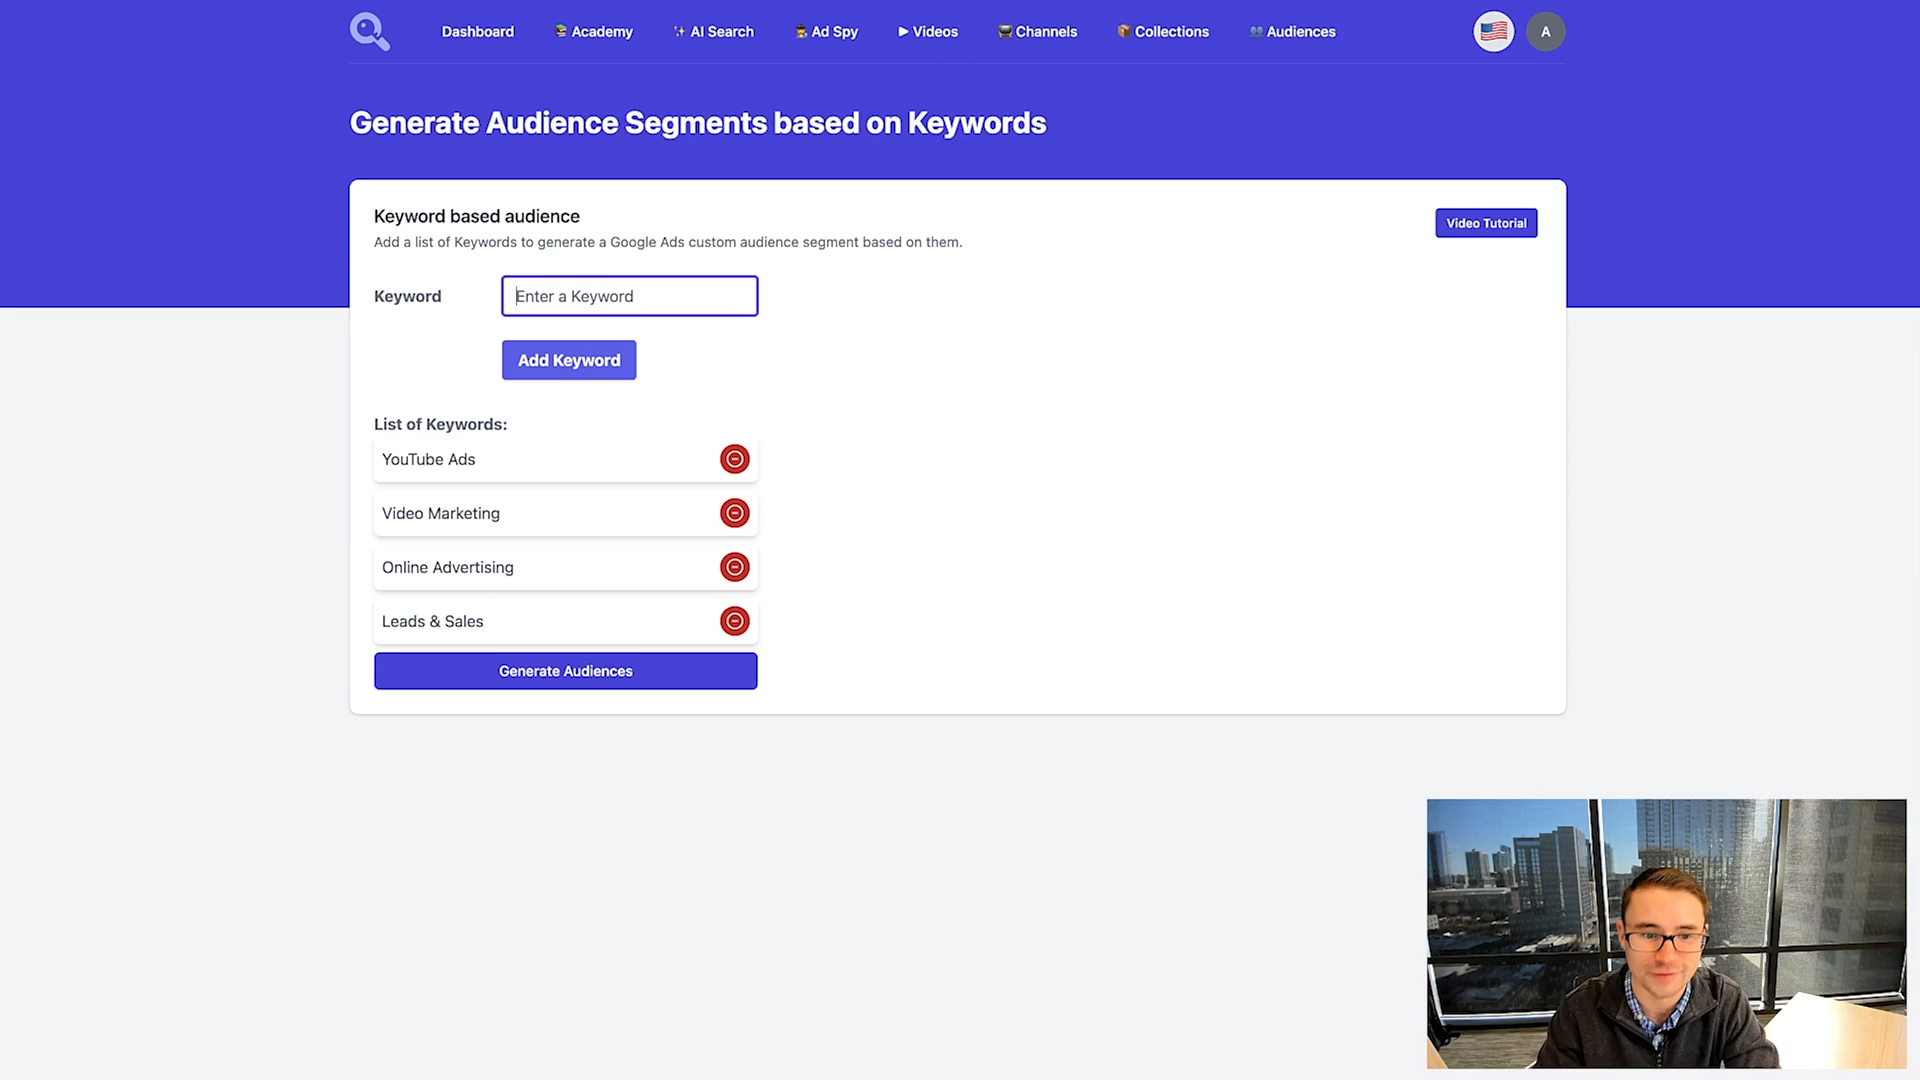 Dashboard
Academy
AI Search
Ad Spy
Videos
Channels
Collections
Audiences
A
Generate Audience Segments based on Keywords
Keyword based audience
Video Tutorial
Add a list of Keywords to generate a Google Ads custom audience segment based on them.
Keyword
Enter a Keyword
Add Keyword
List of Keywords:
YouTube Ads
Video Marketing
Online Advertising
Leads & Sales
Generate Audiences